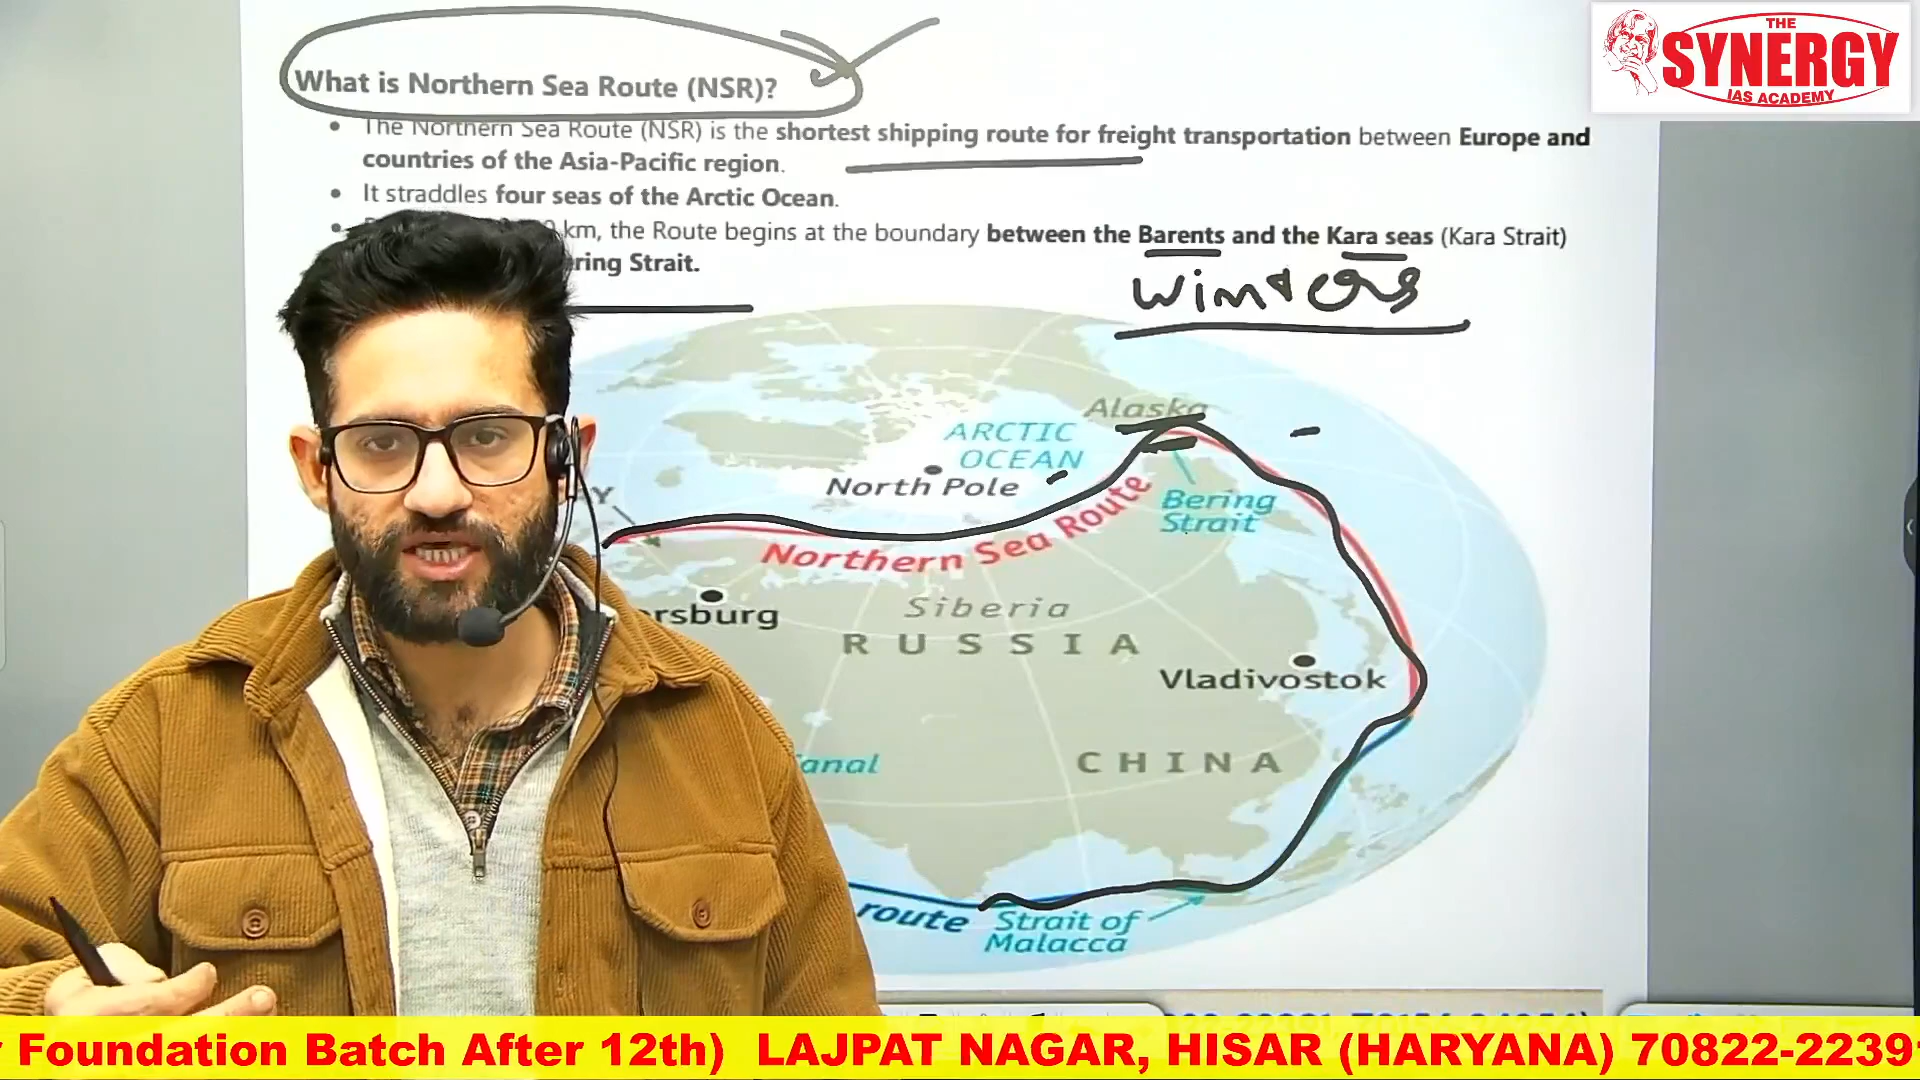 THE
SYNERGY
IAS ACADEMY
What is Northern Sea Route (NSR)?
• The Northern Sea Route (NSR) is the shortest shipping route for freight transportation between Europe and
countries of the Asia-Pacific region.
• It straddles four seas of the Arctic Ocean.
km, the Route begins at the boundary between the Barents and the Kara seas (Kara Strait)
ring Strait.
Winters
Alaska
ARCTIC
OCEAN
North Pole
Y
Bering
Strait
Northern Sea Route
rsburg
Siberia
RUSSIA
Vladivostok
anal
CHINA
route
Strait of
Malacca
Foundation Batch After 12th) LAJPAT NAGAR, HISAR (HARYANA) 70822-2239